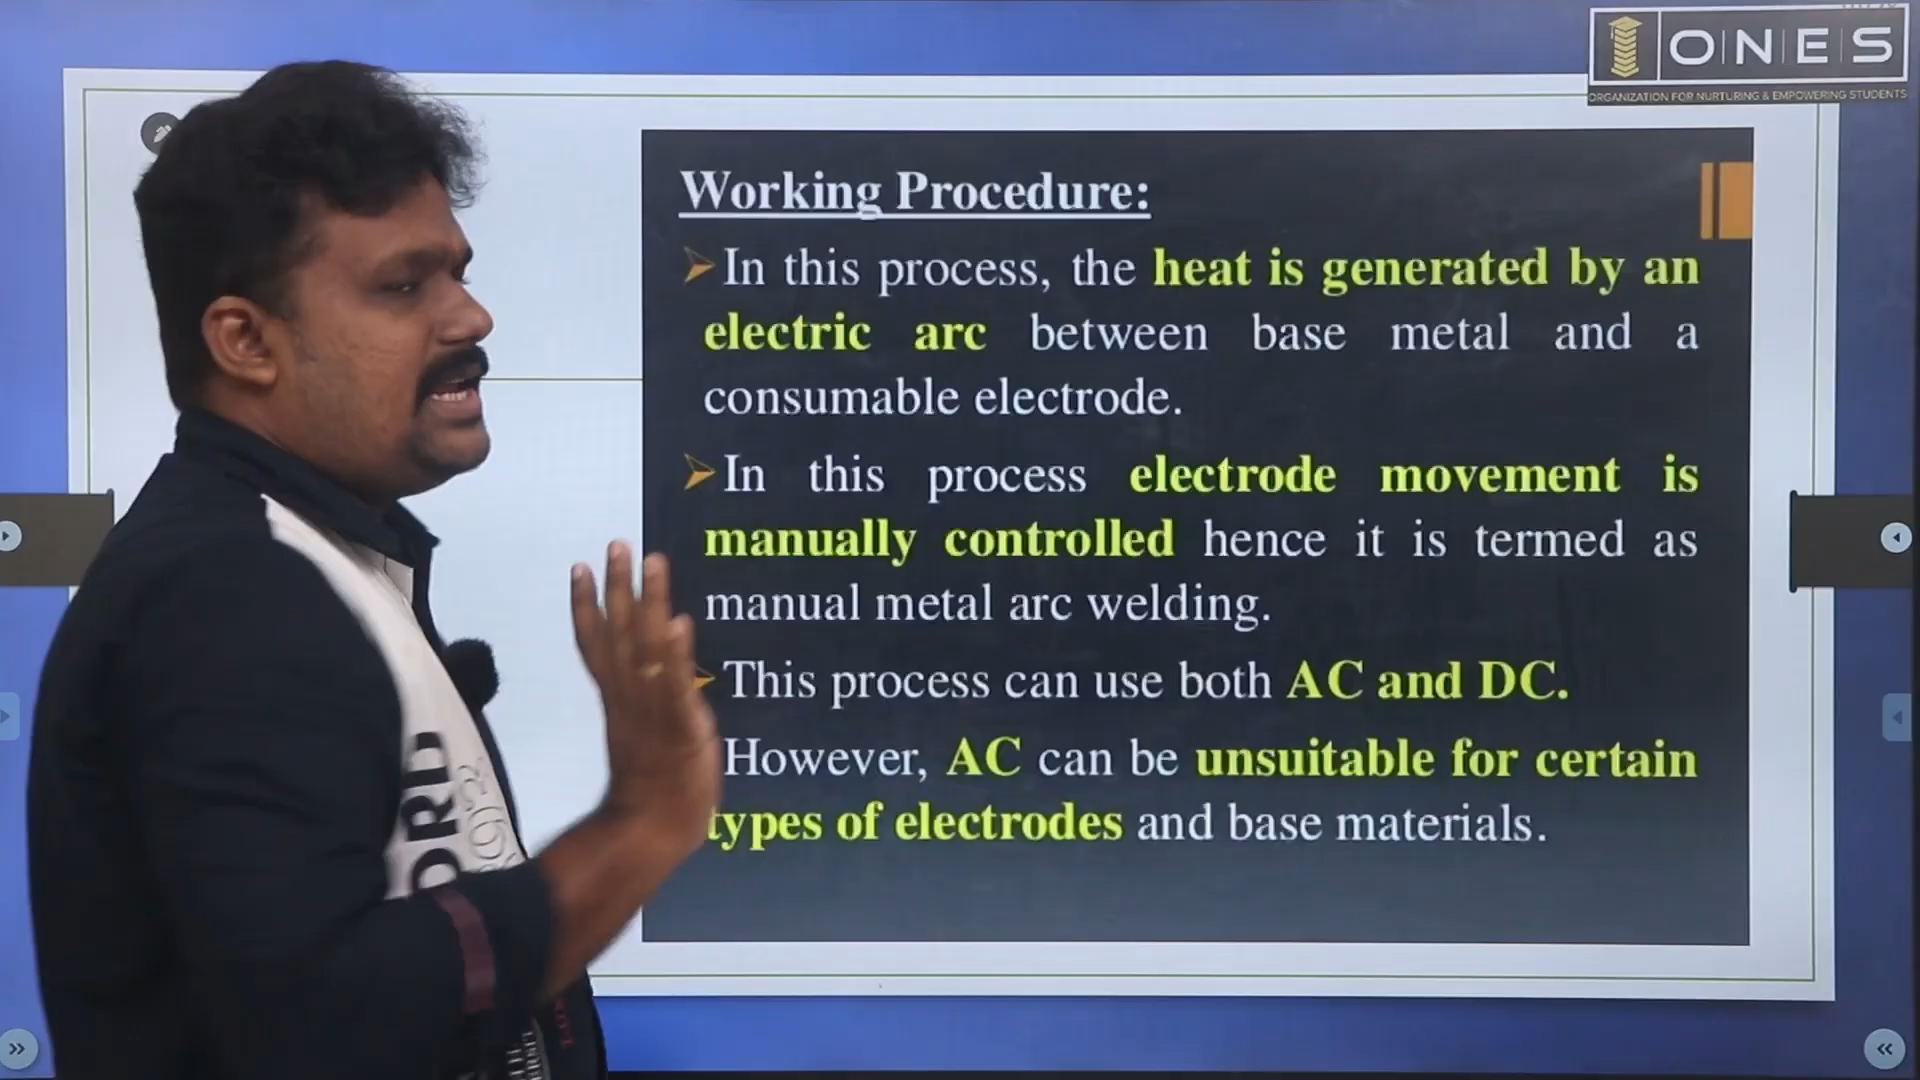 ONES
ORGANIZATION FOR NURTURING & EMPOWERING STUDENTS
Working Procedure:
In this process, the heat is generated by an
electric arc between base metal and a
consumable electrode.
In this process electrode movement is
manually controlled hence it is termed as
manual metal arc welding.
This process can use both AC and DC.
However, AC can be unsuitable for certain
types of electrodes and base materials.
ORD